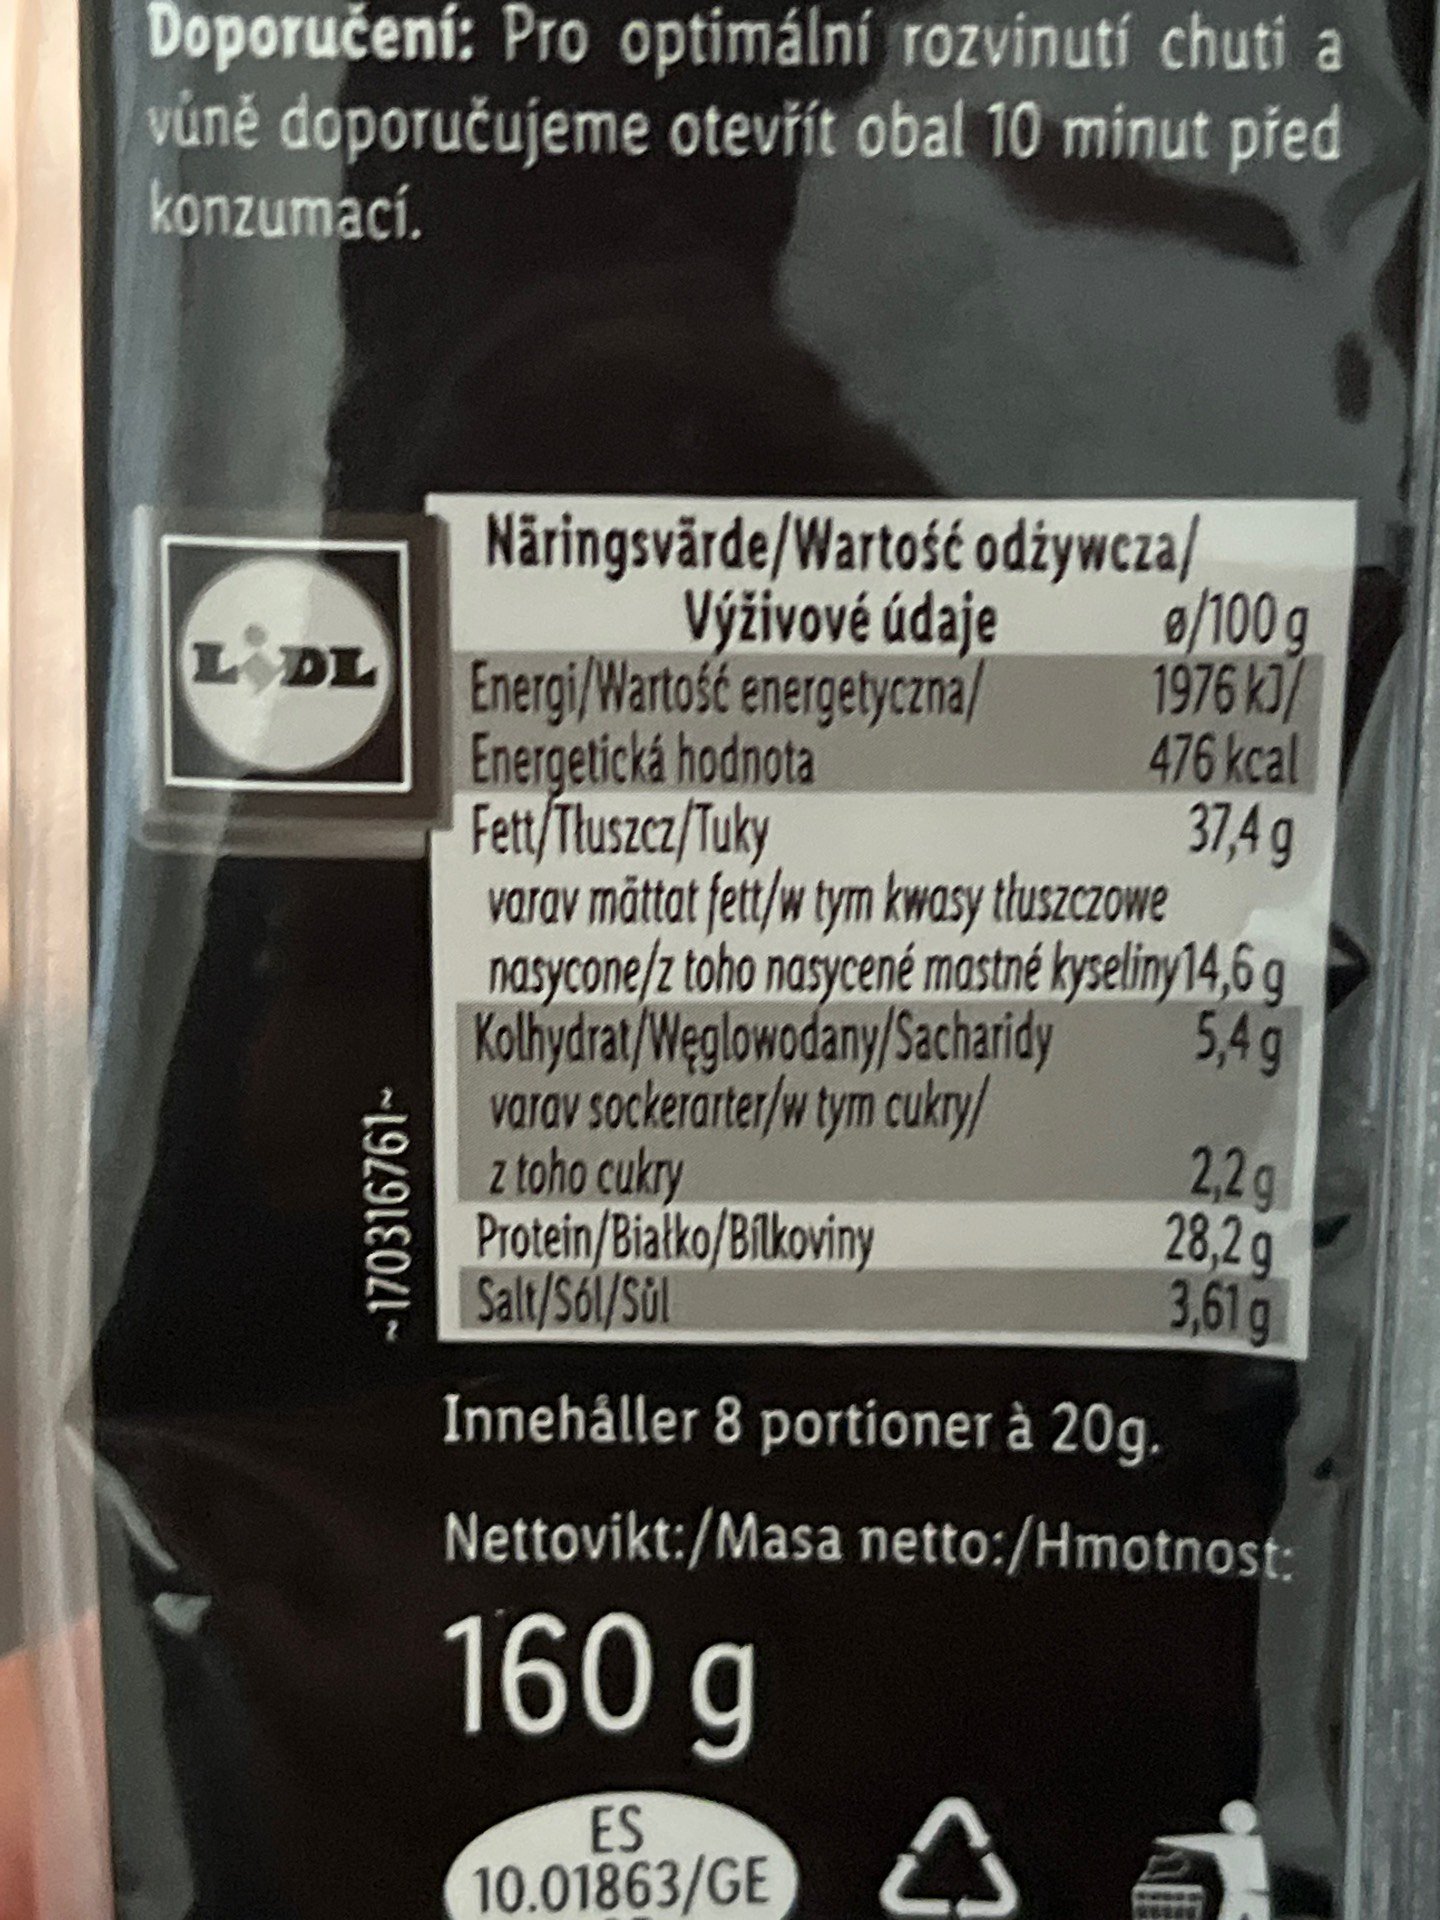 Doporučení: Pro optimální rozvinutí chuti a
vůně doporučujeme otevřít obal 10 minut před
konzumací.
LIDL
Näringsvärde/Wartość odżywcza/
Výživové údaje ø/100 g
Energi/Wartość energetyczna/ 1976 kJ/
Energetická hodnota 476 kcal
Fett/Tłuszcz/Tuky 37,4 g
varav mättat fett/w tym kwasy tłuszczowe
nasycone/z toho nasycené mastné kyseliny 14,6 g
Kolhydrat/Węglowodany/Sacharidy 5,4 g
varav sockerarter/w tym cukry/
z toho cukry 2,2 g
Protein/Białko/Bílkoviny 28,2 g
Salt/Sól/Sůl 3,61 g
~170316761~
Innehåller 8 portioner à 20g.
Nettovikt:/Masa netto:/Hmotnost:
160 g
ES
10.01863/GE